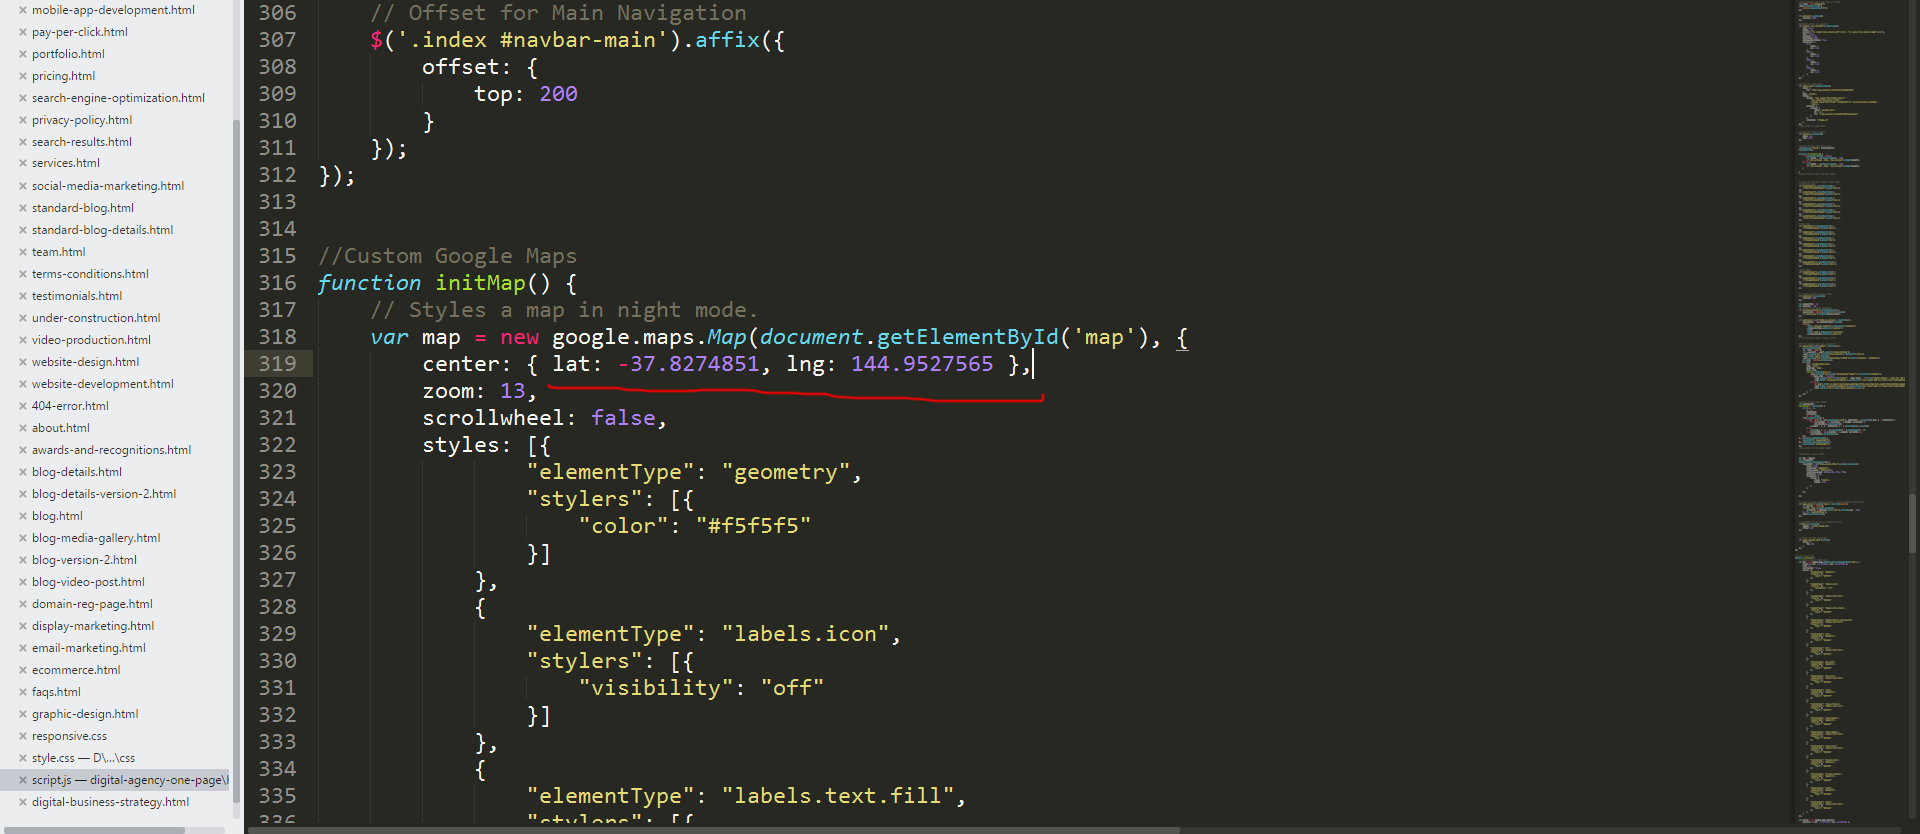 mobile-app-development.html
pay-per-click.html
portfolio.html
pricing.html
search-engine-optimization.html
privacy-policy.html
search-results.html
services.html
social-media-marketing.html
standard-blog.html
standard-blog-details.html
team.html
terms-conditions.html
testimonials.html
under-construction.html
video-production.html
website-design.html
website-development.html
404-error.html
about.html
awards-and-recognitions.html
blog-details.html
blog-details-version-2.html
blog.html
blog-media-gallery.html
blog-version-2.html
blog-video-post.html
domain-reg-page.html
display-marketing.html
email-marketing.html
ecommerce.html
faqs.html
graphic-design.html
responsive.css
style.css — D\...\css
script.js — digital-agency-one-page\
digital-business-strategy.html
306 // Offset for Main Navigation
307 $('.index #navbar-main').affix({
308 offset: {
309 top: 200
310 }
311 });
312 });
313
314
315 //Custom Google Maps
316 function initMap() {
317 // Styles a map in night mode.
318 var map = new google.maps.Map(document.getElementById('map'), {
319 center: { lat: -37.8274851, lng: 144.9527565 },
320 zoom: 13,
321 scrollwheel: false,
322 styles: [{
323 "elementType": "geometry",
324 "stylers": [{
325 "color": "#f5f5f5"
326 }]
327 },
328 {
329 "elementType": "labels.icon",
330 "stylers": [{
331 "visibility": "off"
332 }]
333 },
334 {
335 "elementType": "labels.text.fill",
336 "stylers": [{